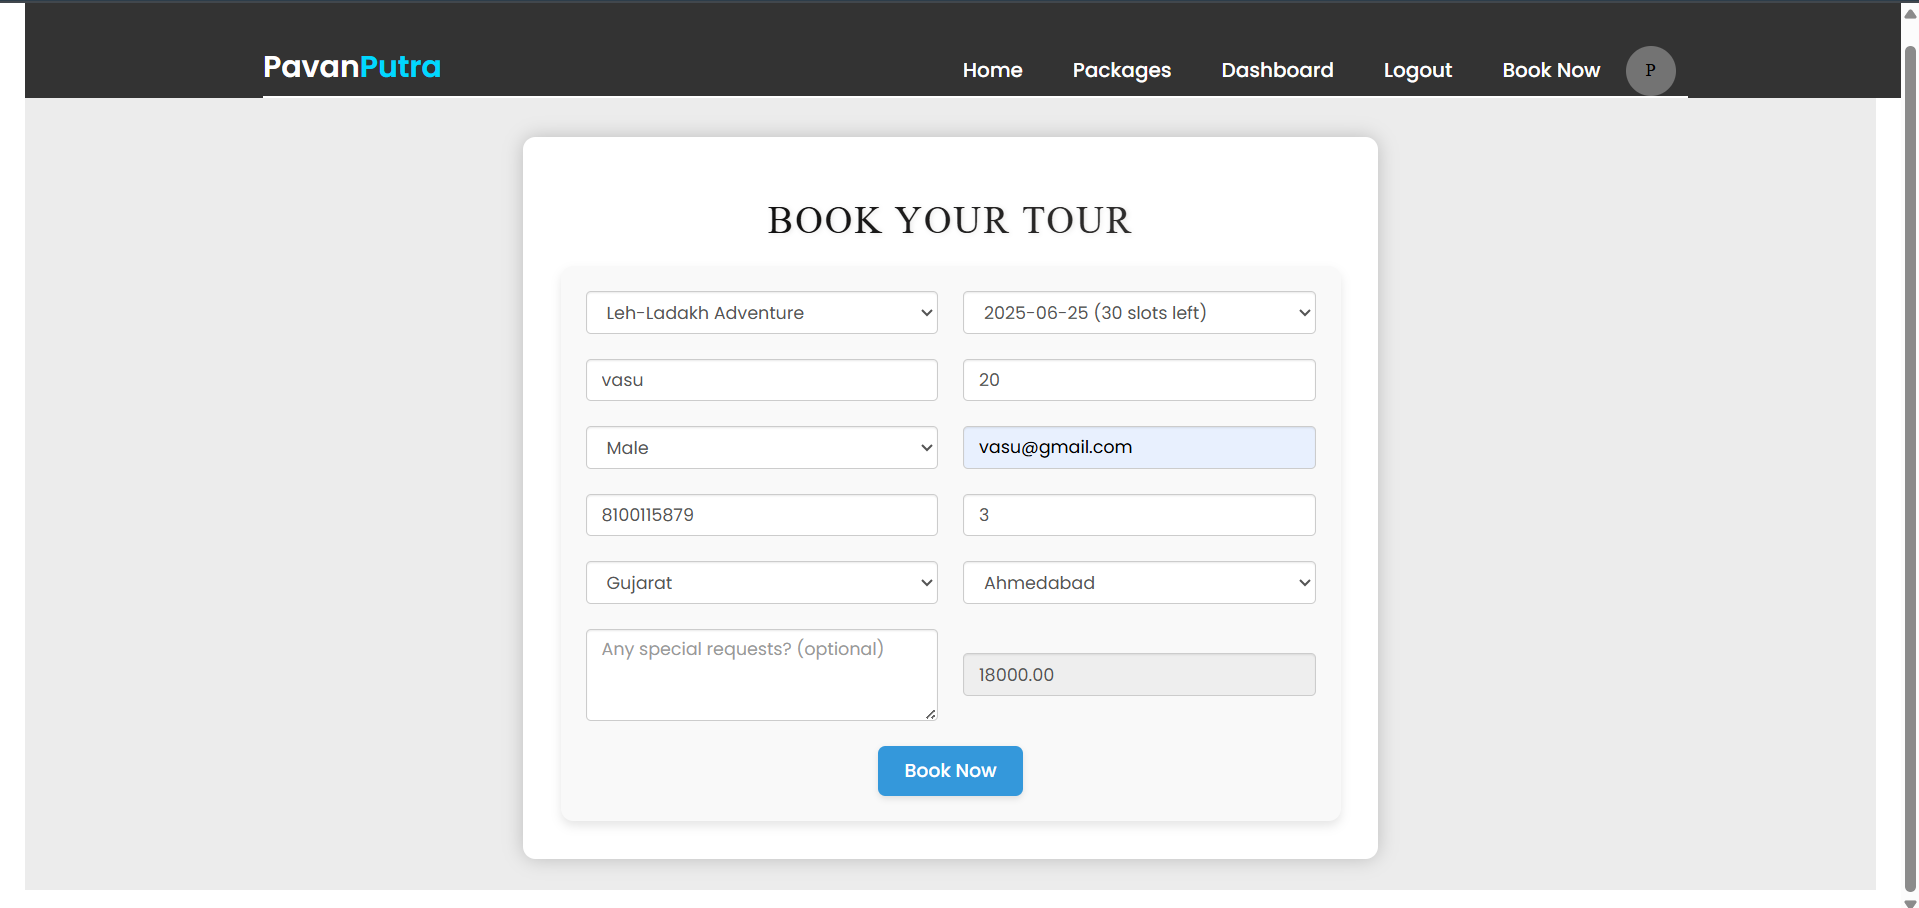 PavanPutra Home Packages Dashboard Logout Book Now P
BOOK YOUR TOUR
Leh-Ladakh Adventure 2025-06-25 (30 slots left)
vasu 20
Male vasu@gmail.com
8100115879 3
Gujarat Ahmedabad
Any special requests? (optional) 18000.00
Book Now